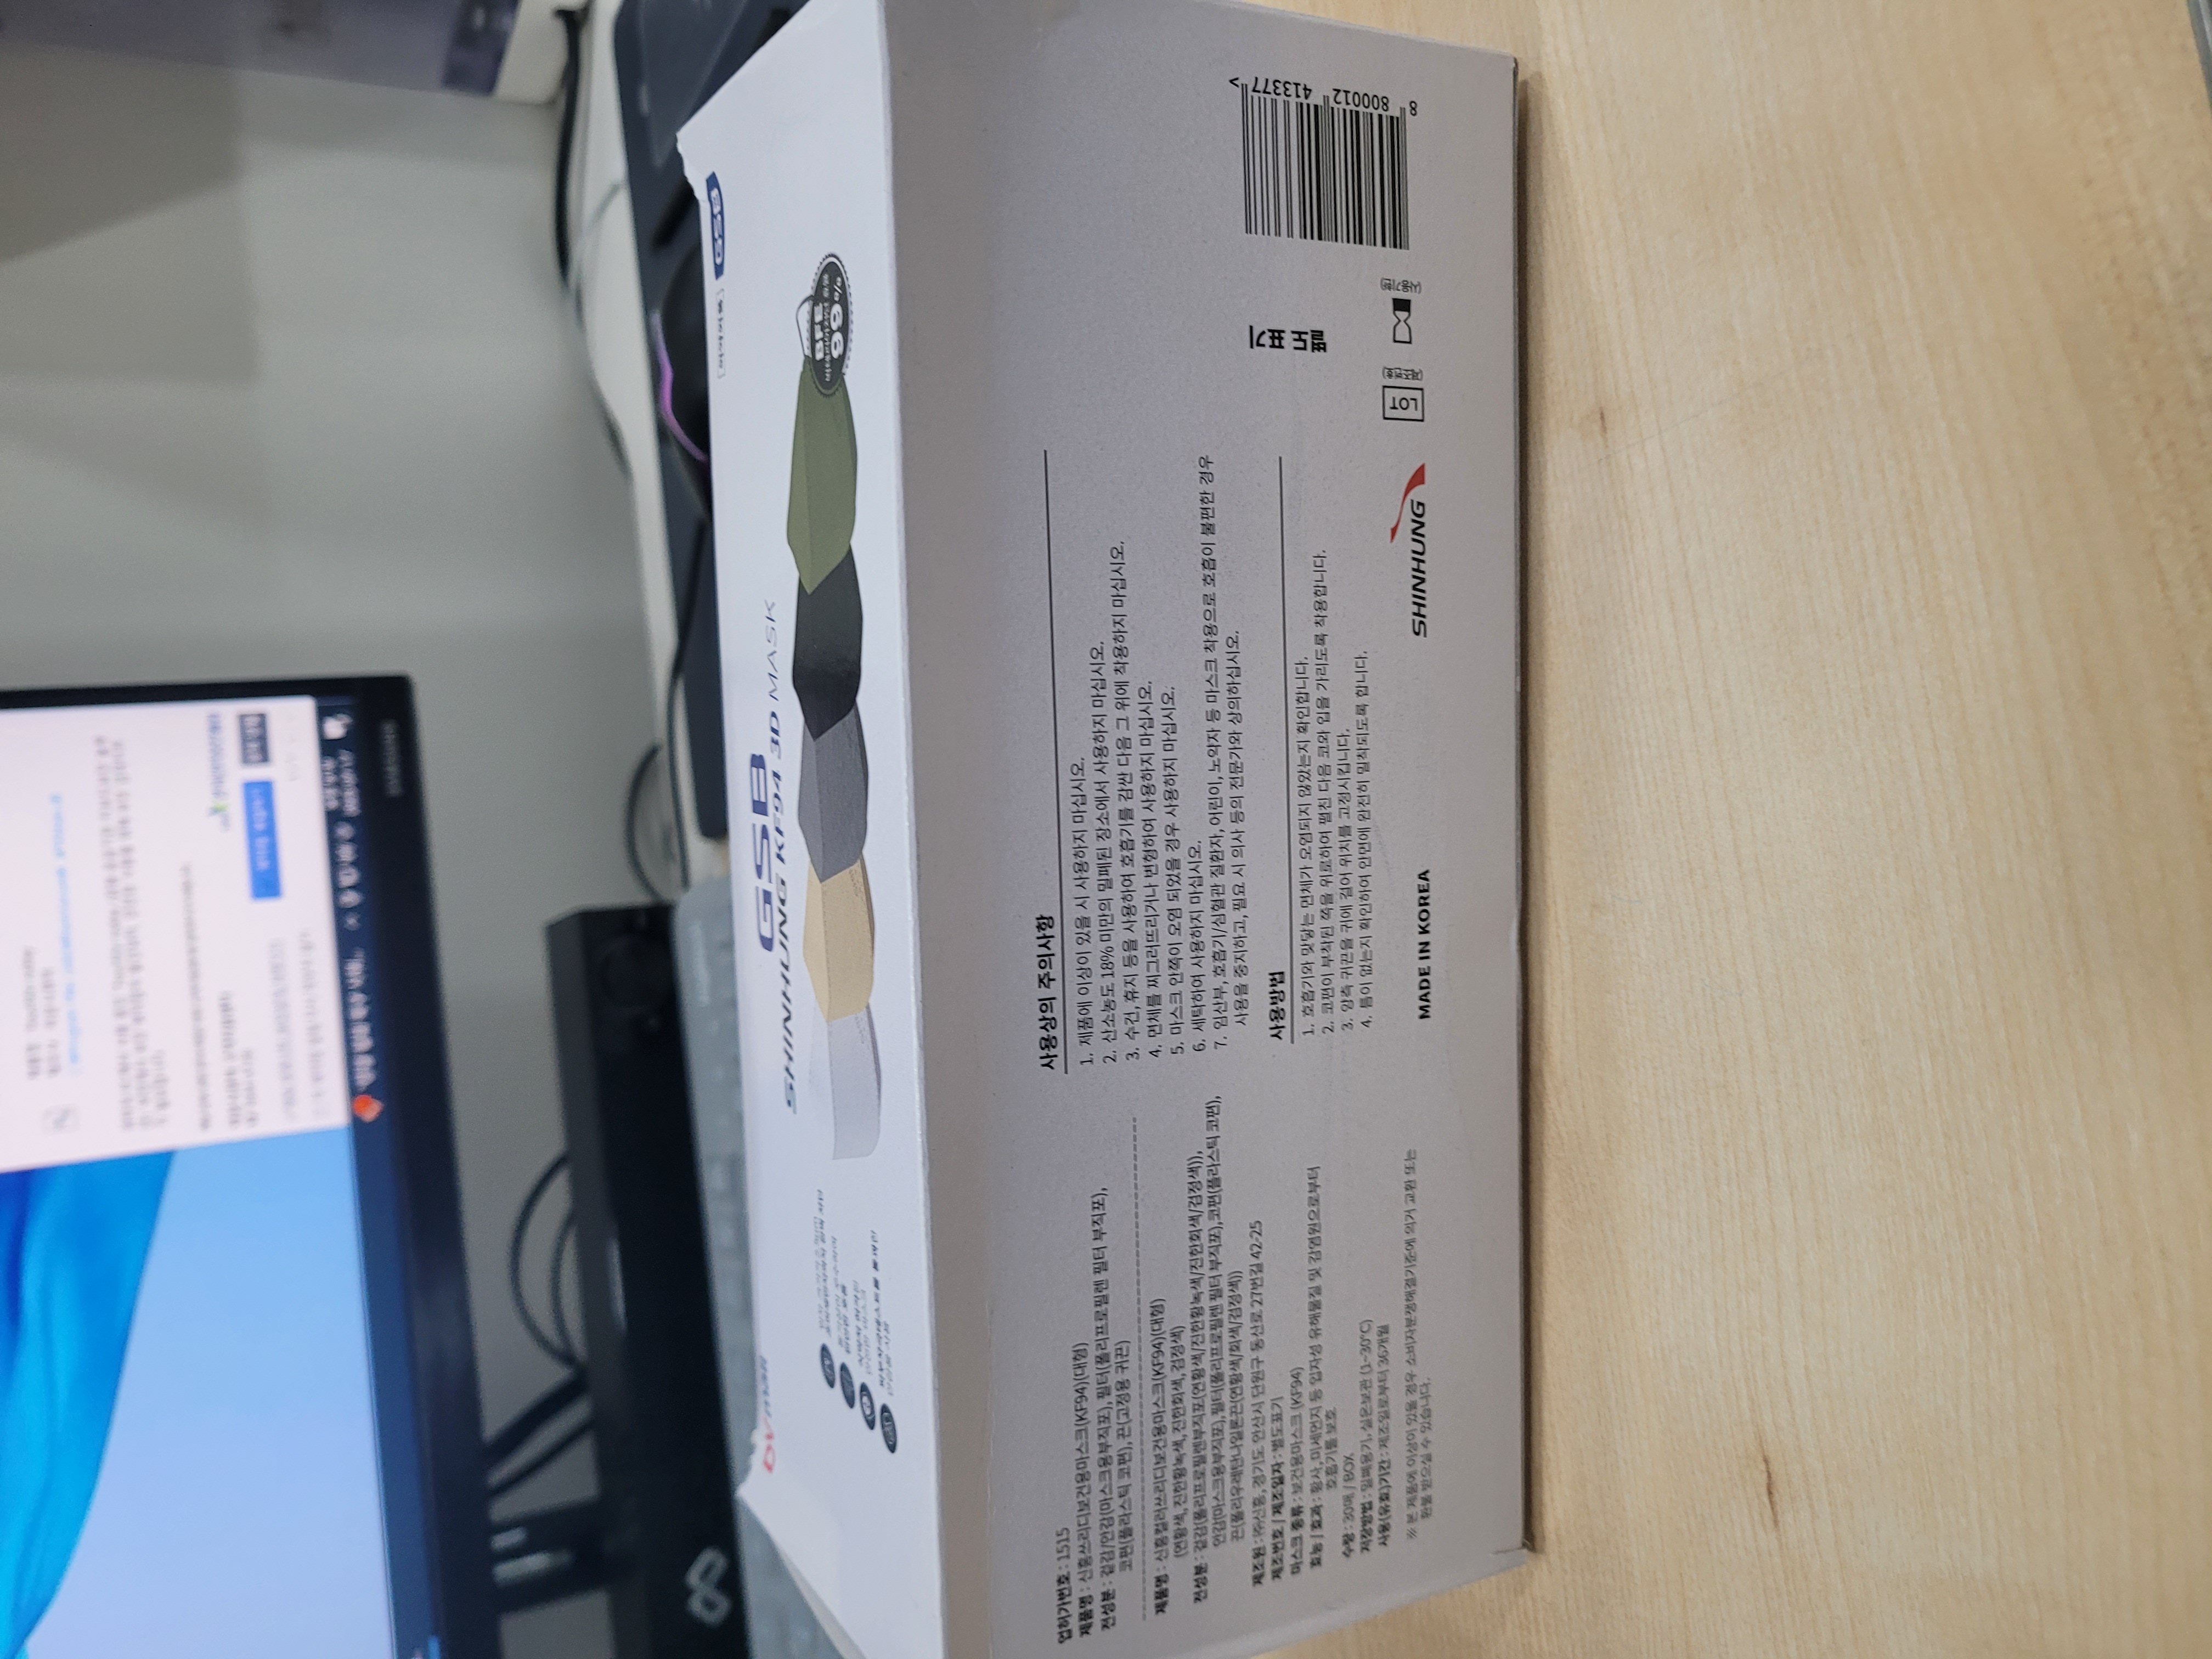 SAMSUNG
DVmall
GSB
GSB
SHINHUNG KF94 3D MASK
BFE
99%
업허가번호 : 1515
제품명 : 신흥쓰리디보건용마스크(KF94)(대형)
전성분 : 겉감/안감(마스크용부직포), 필터(폴리프로필렌 필터 부직포),
코편(플라스틱 코편), 끈(고정용 귀끈)
제품명 : 신흥컬러쓰리디보건용마스크(KF94)(대형)
(연황색, 진한황녹색, 진한회색, 검정색)
전성분 : 겉감(폴리프로필렌부직포(연황색/진한황녹색/진한회색/검정색)),
안감(마스크용부직포), 필터(폴리프로필렌 필터 부직포), 코편(플라스틱 코편),
끈(폴리우레탄나일론끈(연황색/회색/검정색))
제조원 : ㈜신흥, 경기도 안산시 단원구 동산로 27번길 42-25
제조번호 / 제조일자 : 별도표기
마스크 종류 : 보건용마스크 (KF94)
효능 / 효과 : 황사, 미세먼지 등 입자성 유해물질 및 감염원으로부터
호흡기를 보호
수량 : 30매 / BOX
저장방법 : 밀폐용기, 실온보관 (1~30℃)
사용(유효)기간 : 제조일로부터 36개월
※ 본 제품에 이상이 있을 경우 소비자분쟁해결기준에 의거 교환 또는
환불 받으실 수 있습니다.
사용상의 주의사항
1. 제품에 이상이 있을 시 사용하지 마십시오.
2. 산소농도 18% 미만의 밀폐된 장소에서 사용하지 마십시오.
3. 수건, 휴지 등을 사용하여 호흡기를 감싼 다음 그 위에 착용하지 마십시오.
4. 면체를 찌그러뜨리거나 변형하여 사용하지 마십시오.
5. 마스크 안쪽이 오염 되었을 경우 사용하지 마십시오.
6. 세탁하여 사용하지 마십시오.
7. 임산부, 호흡기/심혈관 질환자, 어린이, 노약자 등 마스크 착용으로 호흡이 불편한 경우
사용을 중지하고, 필요 시 의사 등의 전문가와 상의하십시오.
사용방법
1. 호흡기와 맞닿는 면체가 오염되지 않았는지 확인합니다.
2. 코편이 부착된 쪽을 위로하여 펼친 다음 코와 입을 가리도록 착용합니다.
3. 양측 귀끈을 귀에 걸어 위치를 고정시킵니다.
4. 틈이 없는지 확인하여 안면에 완전히 밀착되도록 합니다.
MADE IN KOREA
SHINHUNG
LOT
(제조번호)
(사용기한)
별도 표기
8 800012 413377 >